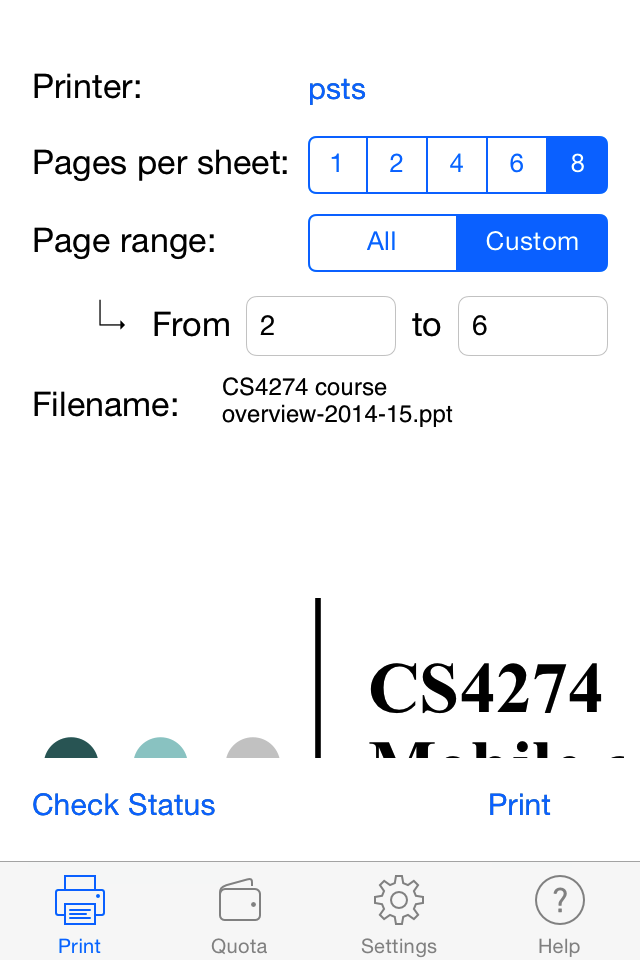 Printer: psts
Pages per sheet: 1 2 4 6 8
Page range: All Custom
From 2 to 6
Filename: CS4274 course
overview-2014-15.ppt
CS4274
Mobile
Check Status Print
Print Quota Settings Help